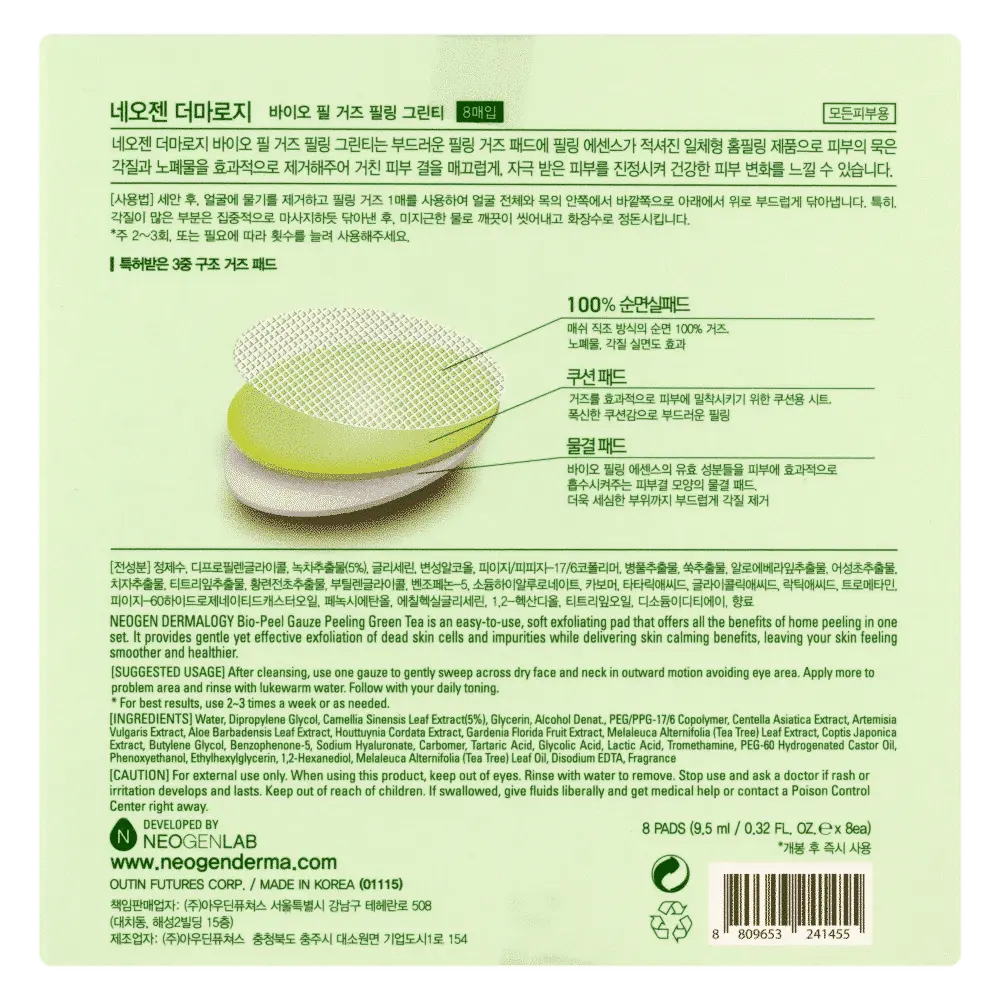 네오젠 더마로지 바이오 필 거즈 필링 그린티 8매입 모든피부용
네오젠 더마로지 바이오 필 거즈 필링 그린티는 부드러운 필링 거즈 패드에 필링 에센스가 적셔진 일체형 홈필링 제품으로 피부의 묵은
각질과 노폐물을 효과적으로 제거해주어 거친 피부 결을 매끄럽게, 자극 받은 피부를 진정시켜 건강한 피부 변화를 느낄 수 있습니다.
[사용법] 세안 후, 얼굴에 물기를 제거하고 필링 거즈 1매를 사용하여 얼굴 전체와 목의 안쪽에서 바깥쪽으로 아래에서 위로 부드럽게 닦아냅니다. 특히,
각질이 많은 부분은 집중적으로 마사지하듯 닦아낸 후, 미지근한 물로 깨끗이 씻어내고 화장수로 정돈시킵니다.
*주 2~3회, 또는 필요에 따라 횟수를 늘려 사용해주세요.
특허받은 3중 구조 거즈 패드
100% 순면실패드
매쉬 직조 방식의 순면 100% 거즈.
노폐물, 각질 실면도 효과
쿠션 패드
거즈를 효과적으로 피부에 밀착시키기 위한 쿠션용 시트.
폭신한 쿠션감으로 부드러운 필링
물결 패드
바이오 필링 에센스의 유효 성분들을 피부에 효과적으로
흡수시켜주는 피부결 모양의 물결 패드.
더욱 세심한 부위까지 부드럽게 각질 제거
[전성분] 정제수, 디프로필렌글라이콜, 녹차추출물(5%), 글리세린, 변성알코올, 피이지/피피지-17/6코폴리머, 병풀추출물, 쑥추출물, 알로에베라잎추출물, 어성초추출물,
치자추출물, 티트리잎추출물, 황련전초추출물, 부틸렌글라이콜, 벤조페논-5, 소듐하이알루로네이트, 카보머, 타타릭애씨드, 글라이콜릭애씨드, 락틱애씨드, 트로메타민,
피이지-60하이드로제네이티드캐스터오일, 페녹시에탄올, 에칠헥실글리세린, 1,2-헥산디올, 티트리잎오일, 디소듐이디티에이, 향료
NEOGEN DERMALOGY Bio-Peel Gauze Peeling Green Tea is an easy-to-use, soft exfoliating pad that offers all the benefits of home peeling in one
set. It provides gently yet effective exfoliation of dead skin cells and impurities while delivering skin calming benefits, leaving your skin feeling
smoother and healthier.
[SUGGESTED USAGE] After cleansing, use one gauze to gently sweep across dry face and neck in outward motion avoiding eye area. Apply more to
problem area and rinse with lukewarm water. Follow with your daily toning.
* For best results, use 2~3 times a week or as needed.
[INGREDIENTS] Water, Dipropylene Glycol, Camellia Sinensis Leaf Extract(5%), Glycerin, Alcohol Denat., PEG/PPG-17/6 Copolymer, Centella Asiatica Extract, Artemisia
Vulgaris Extract, Aloe Barbadensis Leaf Extract, Houttuynia Cordata Extract, Gardenia Florida Fruit Extract, Melaleuca Alternifolia (Tea Tree) Leaf Extract, Coptis Japonica
Extract, Butylene Glycol, Benzophenone-5, Sodium Hyaluronate, Carbomer, Tartaric Acid, Glycolic Acid, Lactic Acid, Tromethamine, PEG-60 Hydrogenated Castor Oil,
Phenoxyethanol, Ethylhexylglycerin, 1,2-Hexanediol, Melaleuca Alternifolia (Tea Tree) Leaf Oil, Disodium EDTA, Fragrance
[CAUTION] For external use only. When using this product, keep out of eyes. Rinse with water to remove. Stop use and ask a doctor if rash or
irritation develops and lasts. Keep out of reach of children. If swallowed, give fluids liberally and get medical help or contact a Poison Control
Center right away.
N DEVELOPED BY
NEOGENLAB
8 PADS (9.5 ml / 0.32 FL. OZ. ℮ x 8ea)
*개봉 후 즉시 사용
www.neogenderma.com
OUTIN FUTURES CORP. / MADE IN KOREA (01115)
책임판매업자: (주)아우딘퓨쳐스 서울특별시 강남구 테헤란로 508
(대치동, 해성2빌딩 15층)
제조업자: (주)아우딘퓨쳐스 충청북도 충주시 대소원면 기업도시1로 154
8 809653 241455